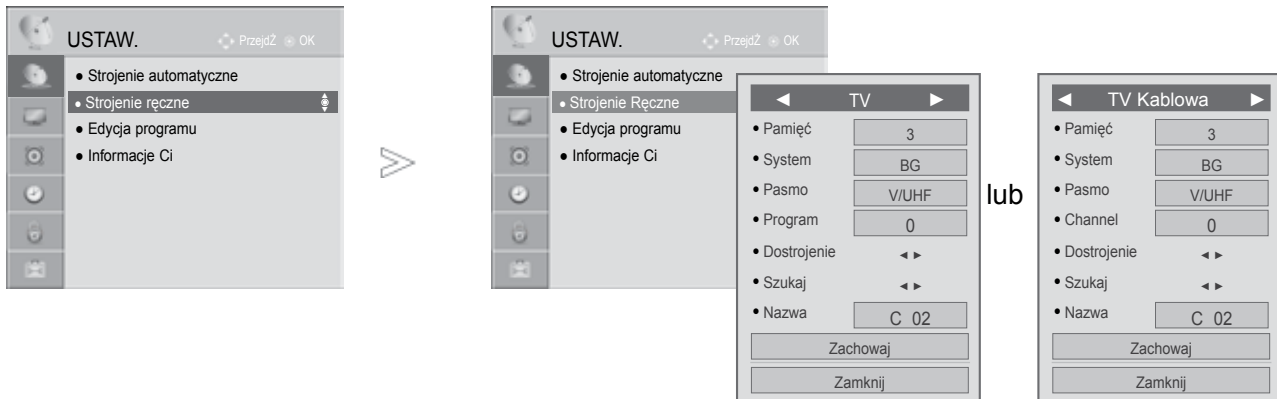 USTAW.
PrzejdŹ OK
● Strojenie automatyczne
● Strojenie ręczne
● Edycja programu
● Informacje Ci
USTAW.
PrzejdŹ OK
● Strojenie automatyczne
● Strojenie Ręczne
● Edycja programu
● Informacje Ci
◄ TV ►
• Pamięć 3
• System BG
• Pasmo V/UHF
• Program 0
• Dostrojenie ◄ ►
• Szukaj ◄ ►
• Nazwa C 02
Zachowaj
Zamknij
lub
◄ TV Kablowa ►
• Pamięć 3
• System BG
• Pasmo V/UHF
• Channel 0
• Dostrojenie ◄ ►
• Szukaj ◄ ►
• Nazwa C 02
Zachowaj
Zamknij